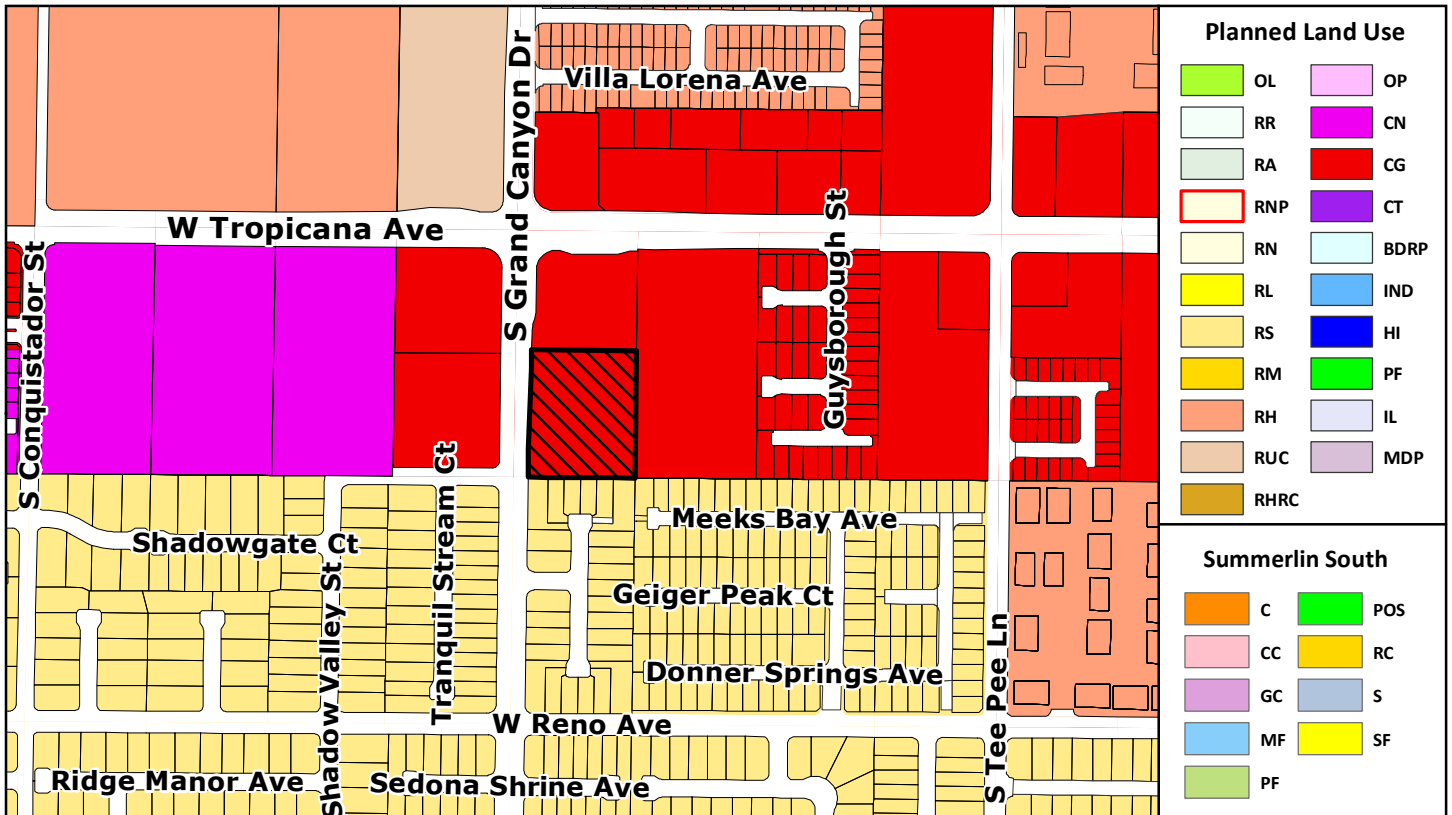 Villa Lorena Ave
S Grand Canyon Dr
W Tropicana Ave
S Conquistador St
Guysborough St
Tranquil Stream Ct
Shadowgate Ct
Shadow Valley St
Meeks Bay Ave
Geiger Peak Ct
Donner Springs Ave
S Tee Pee Ln
W Reno Ave
Ridge Manor Ave
Sedona Shrine Ave
Planned Land Use
OL
OP
RR
CN
RA
CG
RNP
CT
RN
BDRP
RL
IND
RS
HI
RM
PF
RH
IL
RUC
MDP
RHRC
Summerlin South
C
POS
CC
RC
GC
S
MF
SF
PF